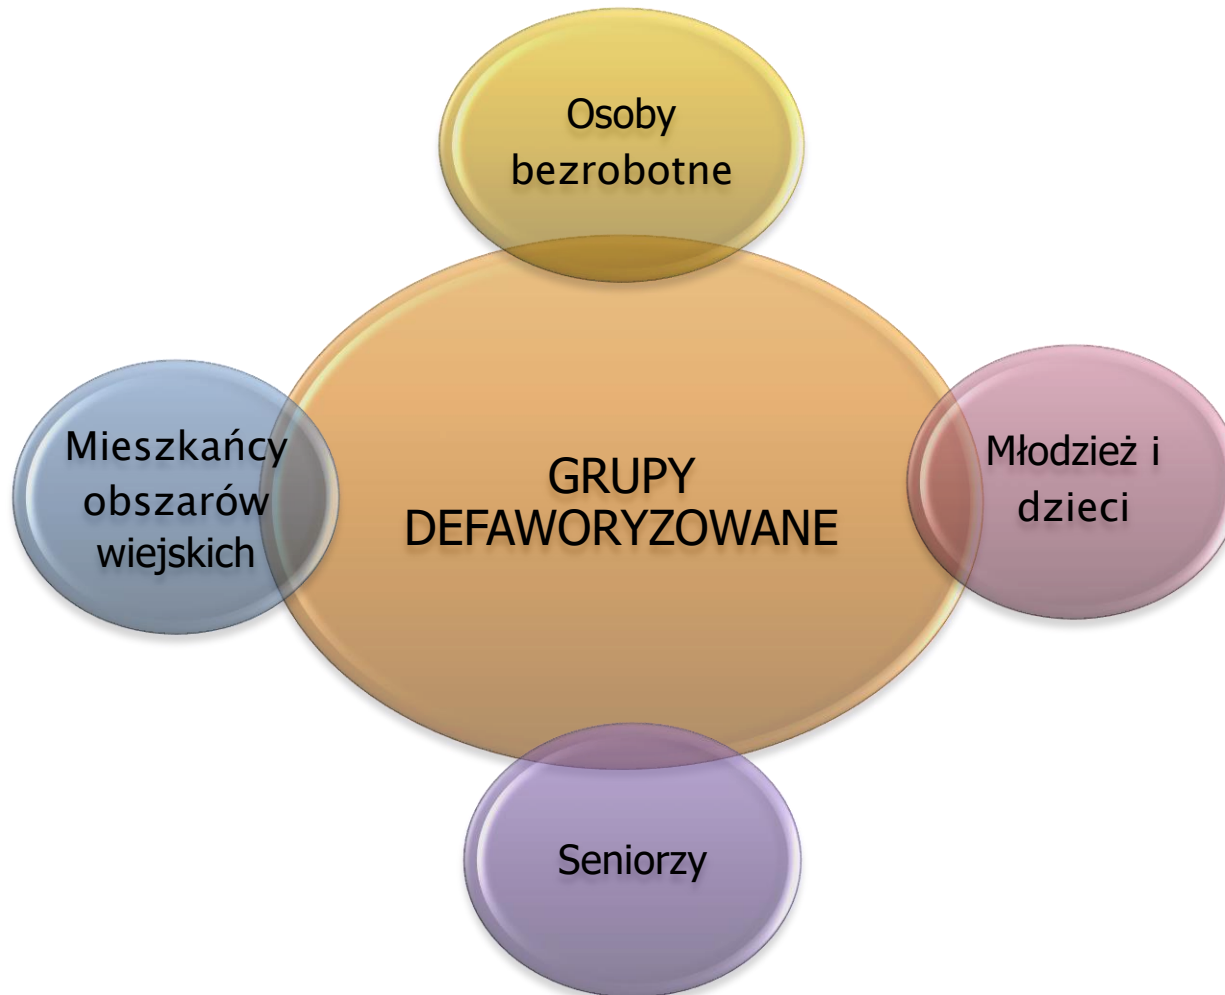 Osoby
bezrobotne
Mieszkańcy
obszarów
wiejskich
GRUPY
DEFAWORYZOWANE
Młodzież i
dzieci
Seniorzy